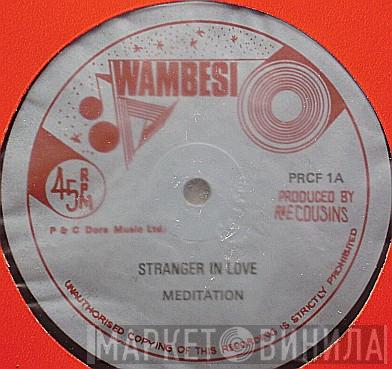 WAMBESI
45 RPM
PRCF 1A
PRODUCED BY
R.E.COUSINS
P & C Dora Music Ltd.
STRANGER IN LOVE
MEDITATION
UNAUTHORISED COPYING OF THIS RECORDING IS STRICTLY PROHIBITED
МАРКЕТ ВИНИЛА